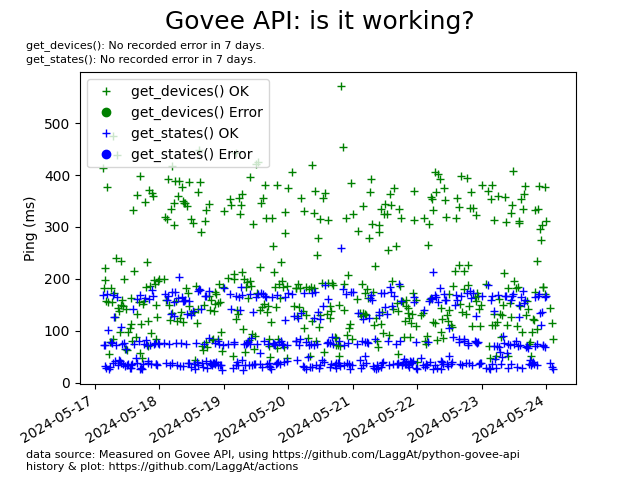 Govee API: is it working?
get_devices(): No recorded error in 7 days.
get_states(): No recorded error in 7 days.
get_devices() OK
get_devices() Error
get_states() OK
get_states() Error
Ping (ms)
500
400
300
200
100
0
2024-05-17
2024-05-18
2024-05-19
2024-05-20
2024-05-21
2024-05-22
2024-05-23
2024-05-24
data source: Measured on Govee API, using https://github.com/LaggAt/python-govee-api
history & plot: https://github.com/LaggAt/actions